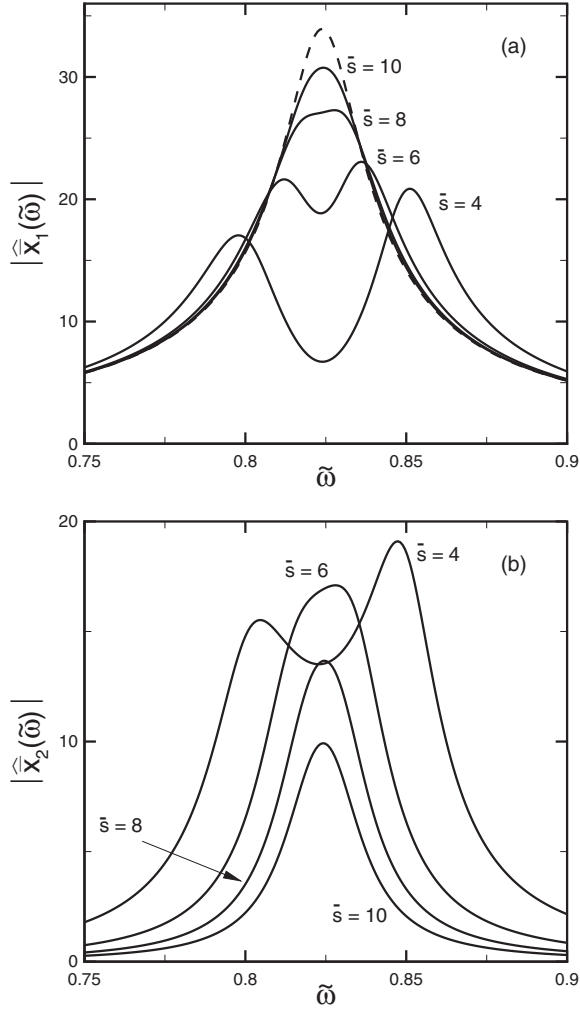 (a)
s̄ = 10
30
s̄ = 8
s̄ = 6
20
s̄ = 4
|x̂̄₁(ω̃)|
10
0
0.75
0.8
0.85
0.9
ω̃
20
s̄ = 4
(b)
s̄ = 6
|x̂̄₂(ω̃)|
10
s̄ = 8
s̄ = 10
0
0.75
0.8
0.85
0.9
ω̃